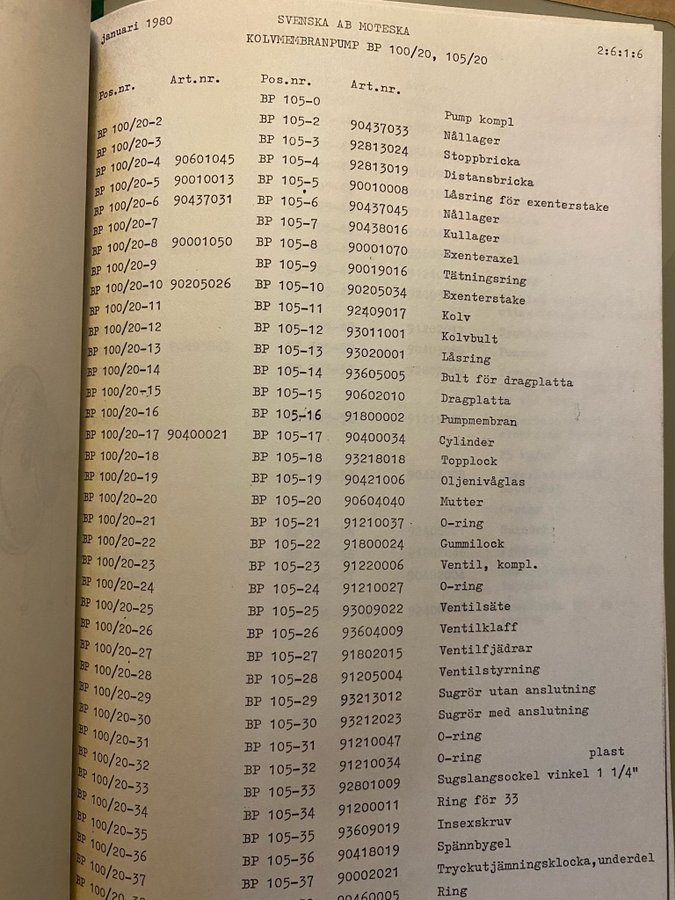 januari 1980
SVENSKA AB MOTESKA
KOLVMEMBRANPUMP BP 100/20, 105/20
2:6:1:6
Pos.nr. Art.nr. Pos.nr. Art.nr.
BP 105-0 Pump kompl
BP 100/20-2 BP 105-2 90437033 Nållager
BP 100/20-3 BP 105-3 92813024 Stoppbricka
BP 100/20-4 90601045 BP 105-4 92813019 Distansbricka
BP 100/20-5 90010013 BP 105-5 90010008 Låsring för exenterstake
BP 100/20-6 90437031 BP 105-6 90437045 Nållager
BP 100/20-7 BP 105-7 90438016 Kullager
BP 100/20-8 90001050 BP 105-8 90001070 Exenteraxel
BP 100/20-9 BP 105-9 90019016 Tätningsring
BP 100/20-10 90205026 BP 105-10 90205034 Exenterstake
BP 100/20-11 BP 105-11 92409017 Kolv
BP 100/20-12 BP 105-12 93011001 Kolvbult
BP 100/20-13 BP 105-13 93020001 Låsring
BP 100/20-14 BP 105-14 93605005 Bult för dragplatta
BP 100/20-15 BP 105-15 90602010 Dragplatta
BP 100/20-16 BP 105-16 91800002 Pumpmembran
BP 100/20-17 90400021 BP 105-17 90400034 Cylinder
BP 100/20-18 BP 105-18 93218018 Topplock
BP 100/20-19 BP 105-19 90421006 Oljenivåglas
BP 100/20-20 BP 105-20 90604040 Mutter
BP 100/20-21 BP 105-21 91210037 O-ring
BP 100/20-22 BP 105-22 91800024 Gummilock
BP 100/20-23 BP 105-23 91220006 Ventil, kompl.
BP 100/20-24 BP 105-24 91210027 O-ring
BP 100/20-25 BP 105-25 93009022 Ventilsäte
BP 100/20-26 BP 105-26 93604009 Ventilklaff
BP 100/20-27 BP 105-27 91802015 Ventilfjädrar
BP 100/20-28 BP 105-28 91205004 Ventilstyrning
BP 100/20-29 BP 105-29 93213012 Sugrör utan anslutning
BP 100/20-30 BP 105-30 93212023 Sugrör med anslutning
BP 100/20-31 BP 105-31 91210047 O-ring
BP 100/20-32 BP 105-32 91210034 O-ring plast
BP 100/20-33 BP 105-33 92801009 Sugslangsockel vinkel 1 1/4"
BP 100/20-34 BP 105-34 91200011 Ring för 33
BP 100/20-35 BP 105-35 93609019 Insexskruv
BP 100/20-36 BP 105-36 90418019 Spännbygel
BP 100/20-37 BP 105-37 90002021 Tryckutjämningsklocka,underdel
90460005 Ring